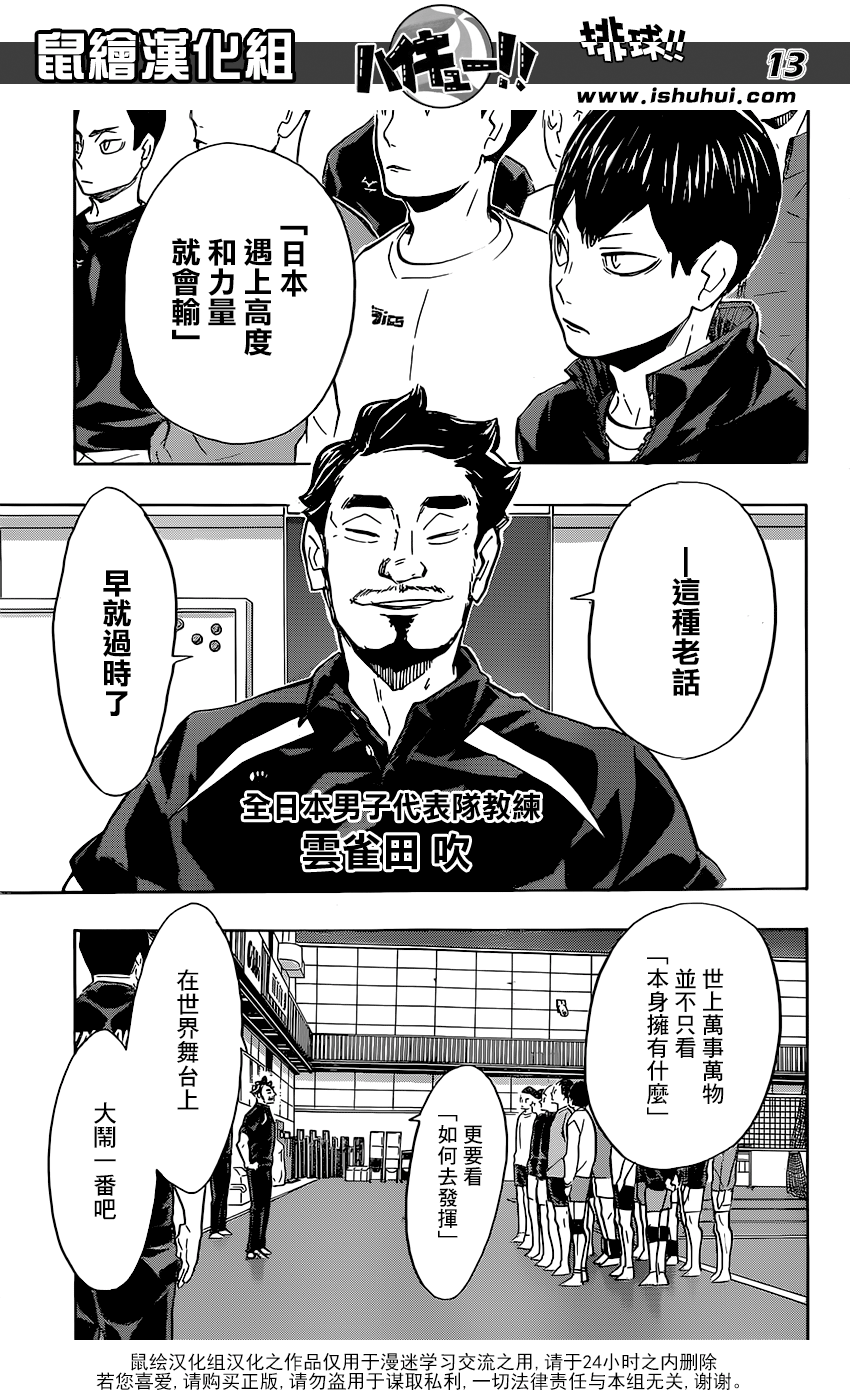 鼠繪漢化組
ハイキュー!!
排球!!
13
www.ishuhui.com
「日本
遇上高度
和力量
就會輸」
ー這種老話
早就過時了
全日本男子代表隊教練
雲雀田 吹
世上萬事萬物
並不只看
「本身擁有什麼」
更要看
「如何去發揮」
在世界舞台上
大鬧一番吧
鼠绘汉化组汉化之作品仅用于漫迷学习交流之用, 请于24小时之内删除
若您喜爱, 请购买正版, 请勿盗用于谋取私利, 一切法律责任与本组无关, 谢谢。